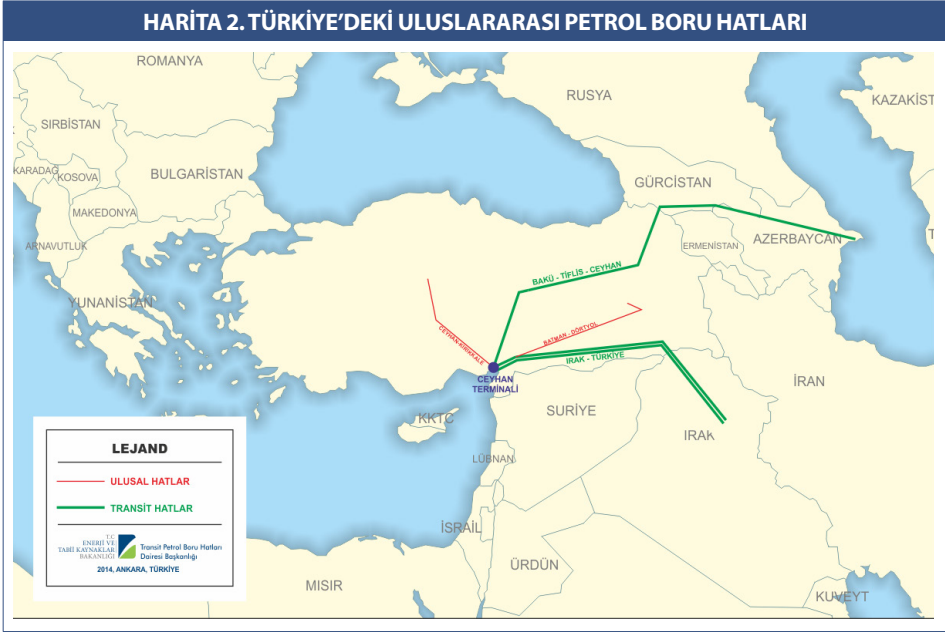 HARİTA 2. TÜRKİYE'DEKİ ULUSLARARASI PETROL BORU HATLARI
ROMANYA
RUSYA
KAZAKİST
SIRBİSTAN
KARADAĞ
KOSOVA
BULGARİSTAN
GÜRCİSTAN
MAKEDONYA
ARNAVUTLUK
ERMENİSTAN
AZERBAYCAN
YUNANİSTAN
BAKÜ - TİFLİS - CEYHAN
CEYHAN-KIRIKKALE
BATMAN - DÖRTYOL
IRAK - TÜRKİYE
CEYHAN
TERMİNALİ
İRAN
SURİYE
KKTC
IRAK
LÜBNAN
İSRAİL
ÜRDÜN
MISIR
KUVEYT
LEJAND
ULUSAL HATLAR
TRANSİT HATLAR
T.C.
ENERJİ VE
TABİİ KAYNAKLAR
BAKANLIĞI
Transit Petrol Boru Hatları
Dairesi Başkanlığı
2014, ANKARA, TÜRKİYE